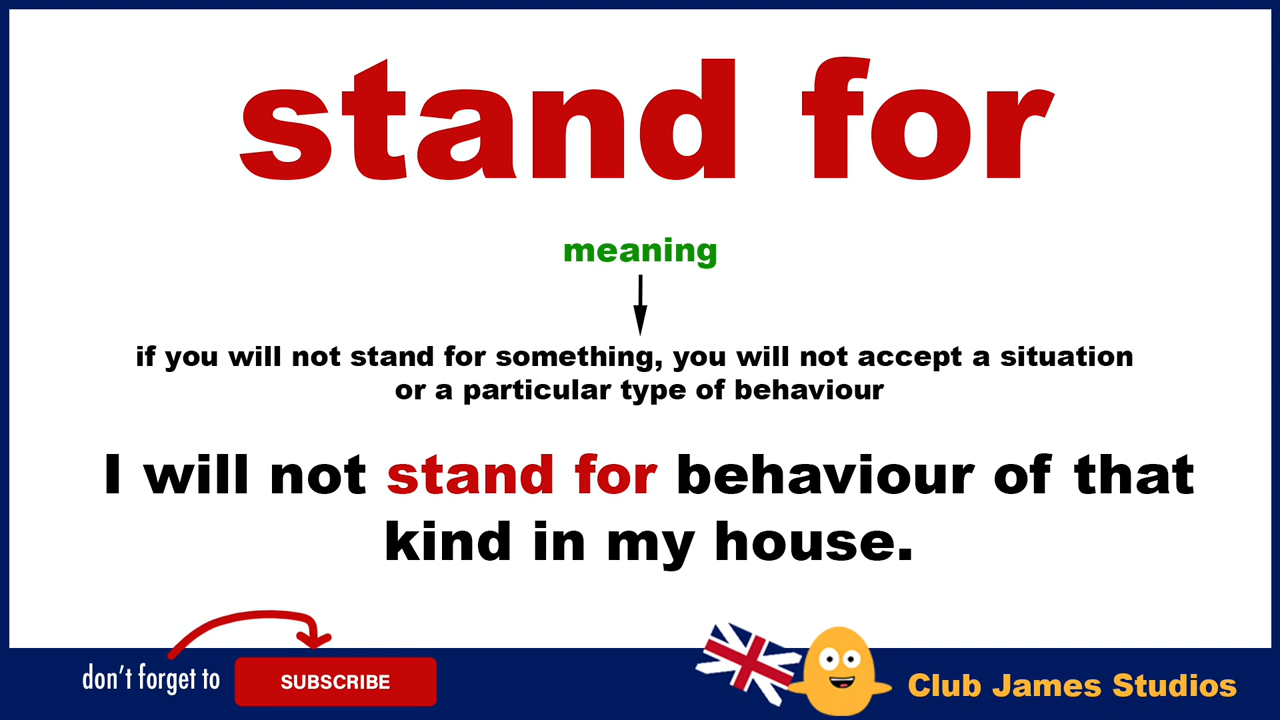 stand for
meaning
if you will not stand for something, you will not accept a situation
or a particular type of behaviour
I will not stand for behaviour of that
kind in my house.
don't forget to SUBSCRIBE
Club James Studios